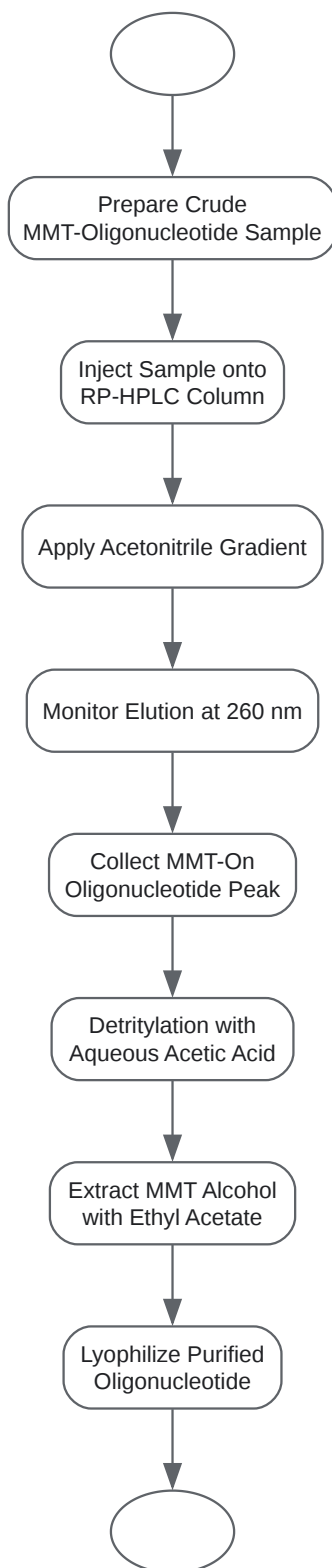 Prepare Crude
MMT-Oligonucleotide Sample
Inject Sample onto
RP-HPLC Column
Apply Acetonitrile Gradient
Monitor Elution at 260 nm
Collect MMT-On
Oligonucleotide Peak
Detritylation with
Aqueous Acetic Acid
Extract MMT Alcohol
with Ethyl Acetate
Lyophilize Purified
Oligonucleotide